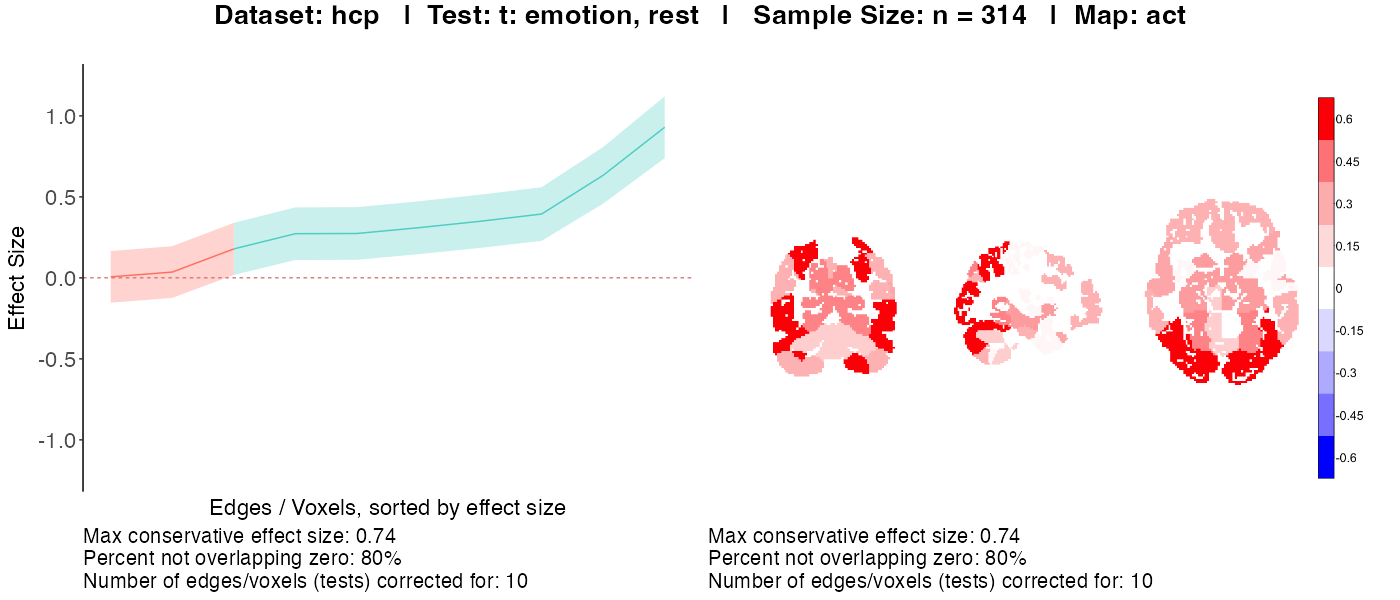 Dataset: hcp | Test: t: emotion, rest | Sample Size: n = 314 | Map: act
Effect Size
1.0
0.5
0.0
-0.5
-1.0
Edges / Voxels, sorted by effect size
Max conservative effect size: 0.74
Percent not overlapping zero: 80%
Number of edges/voxels (tests) corrected for: 10
0.6
0.45
0.3
0.15
0
-0.15
-0.3
-0.45
-0.6
Max conservative effect size: 0.74
Percent not overlapping zero: 80%
Number of edges/voxels (tests) corrected for: 10